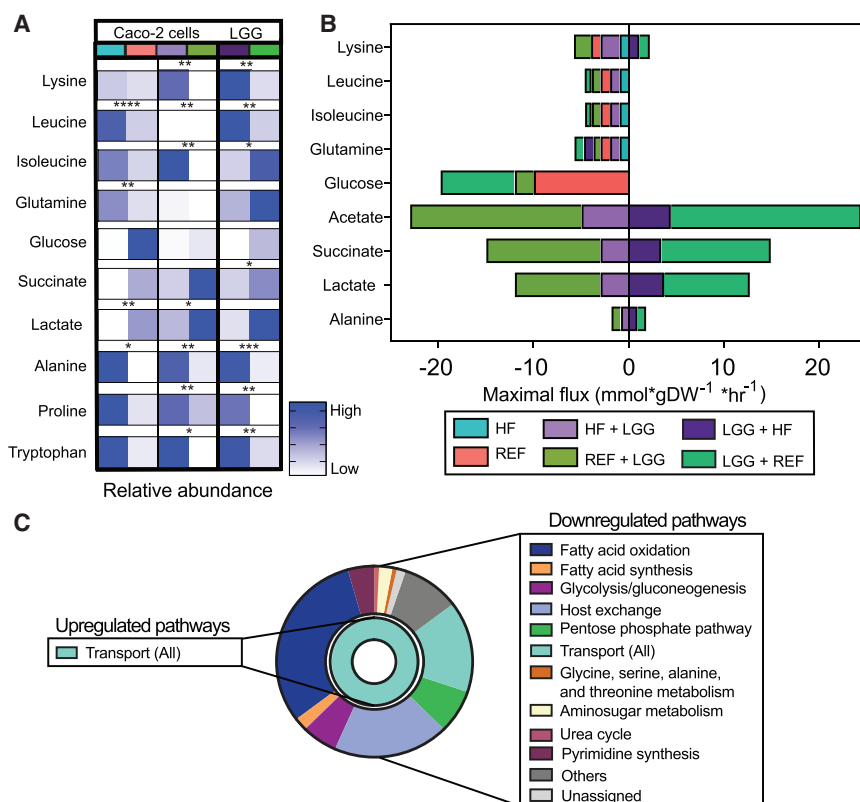 A
Caco-2 cells LGG
** **
Lysine
**** ** **
Leucine
** *
Isoleucine
**
Glutamine
Glucose
*
Succinate
** *
Lactate
* ** ***
Alanine
** **
Proline
* **
Tryptophan
High
Low
Relative abundance
B
Lysine
Leucine
Isoleucine
Glutamine
Glucose
Acetate
Succinate
Lactate
Alanine
-20 -10 0 10 20
Maximal flux (mmol*gDW⁻¹ *hr⁻¹)
HF HF + LGG LGG + HF
REF REF + LGG LGG + REF
C
Upregulated pathways
Transport (All)
Downregulated pathways
Fatty acid oxidation
Fatty acid synthesis
Glycolysis/gluconeogenesis
Host exchange
Pentose phosphate pathway
Transport (All)
Glycine, serine, alanine,
and threonine metabolism
Aminosugar metabolism
Urea cycle
Pyrimidine synthesis
Others
Unassigned